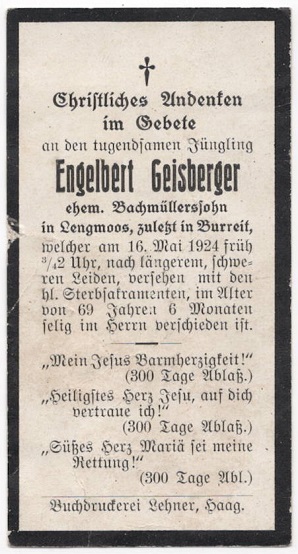 Christliches Andenken
im Gebete
an den tugendsamen Jüngling
Engelbert Geisberger
ehem. Bachmüllerssohn
in Lengmoos, zuletzt in Burreit,
welcher am 16. Mai 1924 früh
¾2 Uhr, nach längerem, schwe-
ren Leiden, versehen mit den
hl. Sterbsakramenten, im Alter
von 69 Jahren 6 Monaten
selig im Herrn verschieden ist.
„Mein Jesus Barmherzigkeit!"
(300 Tage Ablaß.)
„Heiligstes Herz Jesu, auf dich
vertraue ich!"
(300 Tage Ablaß.)
„Süßes Herz Mariä sei meine
Rettung!"
(300 Tage Abl.)
Buchdruckerei Lehner, Haag.